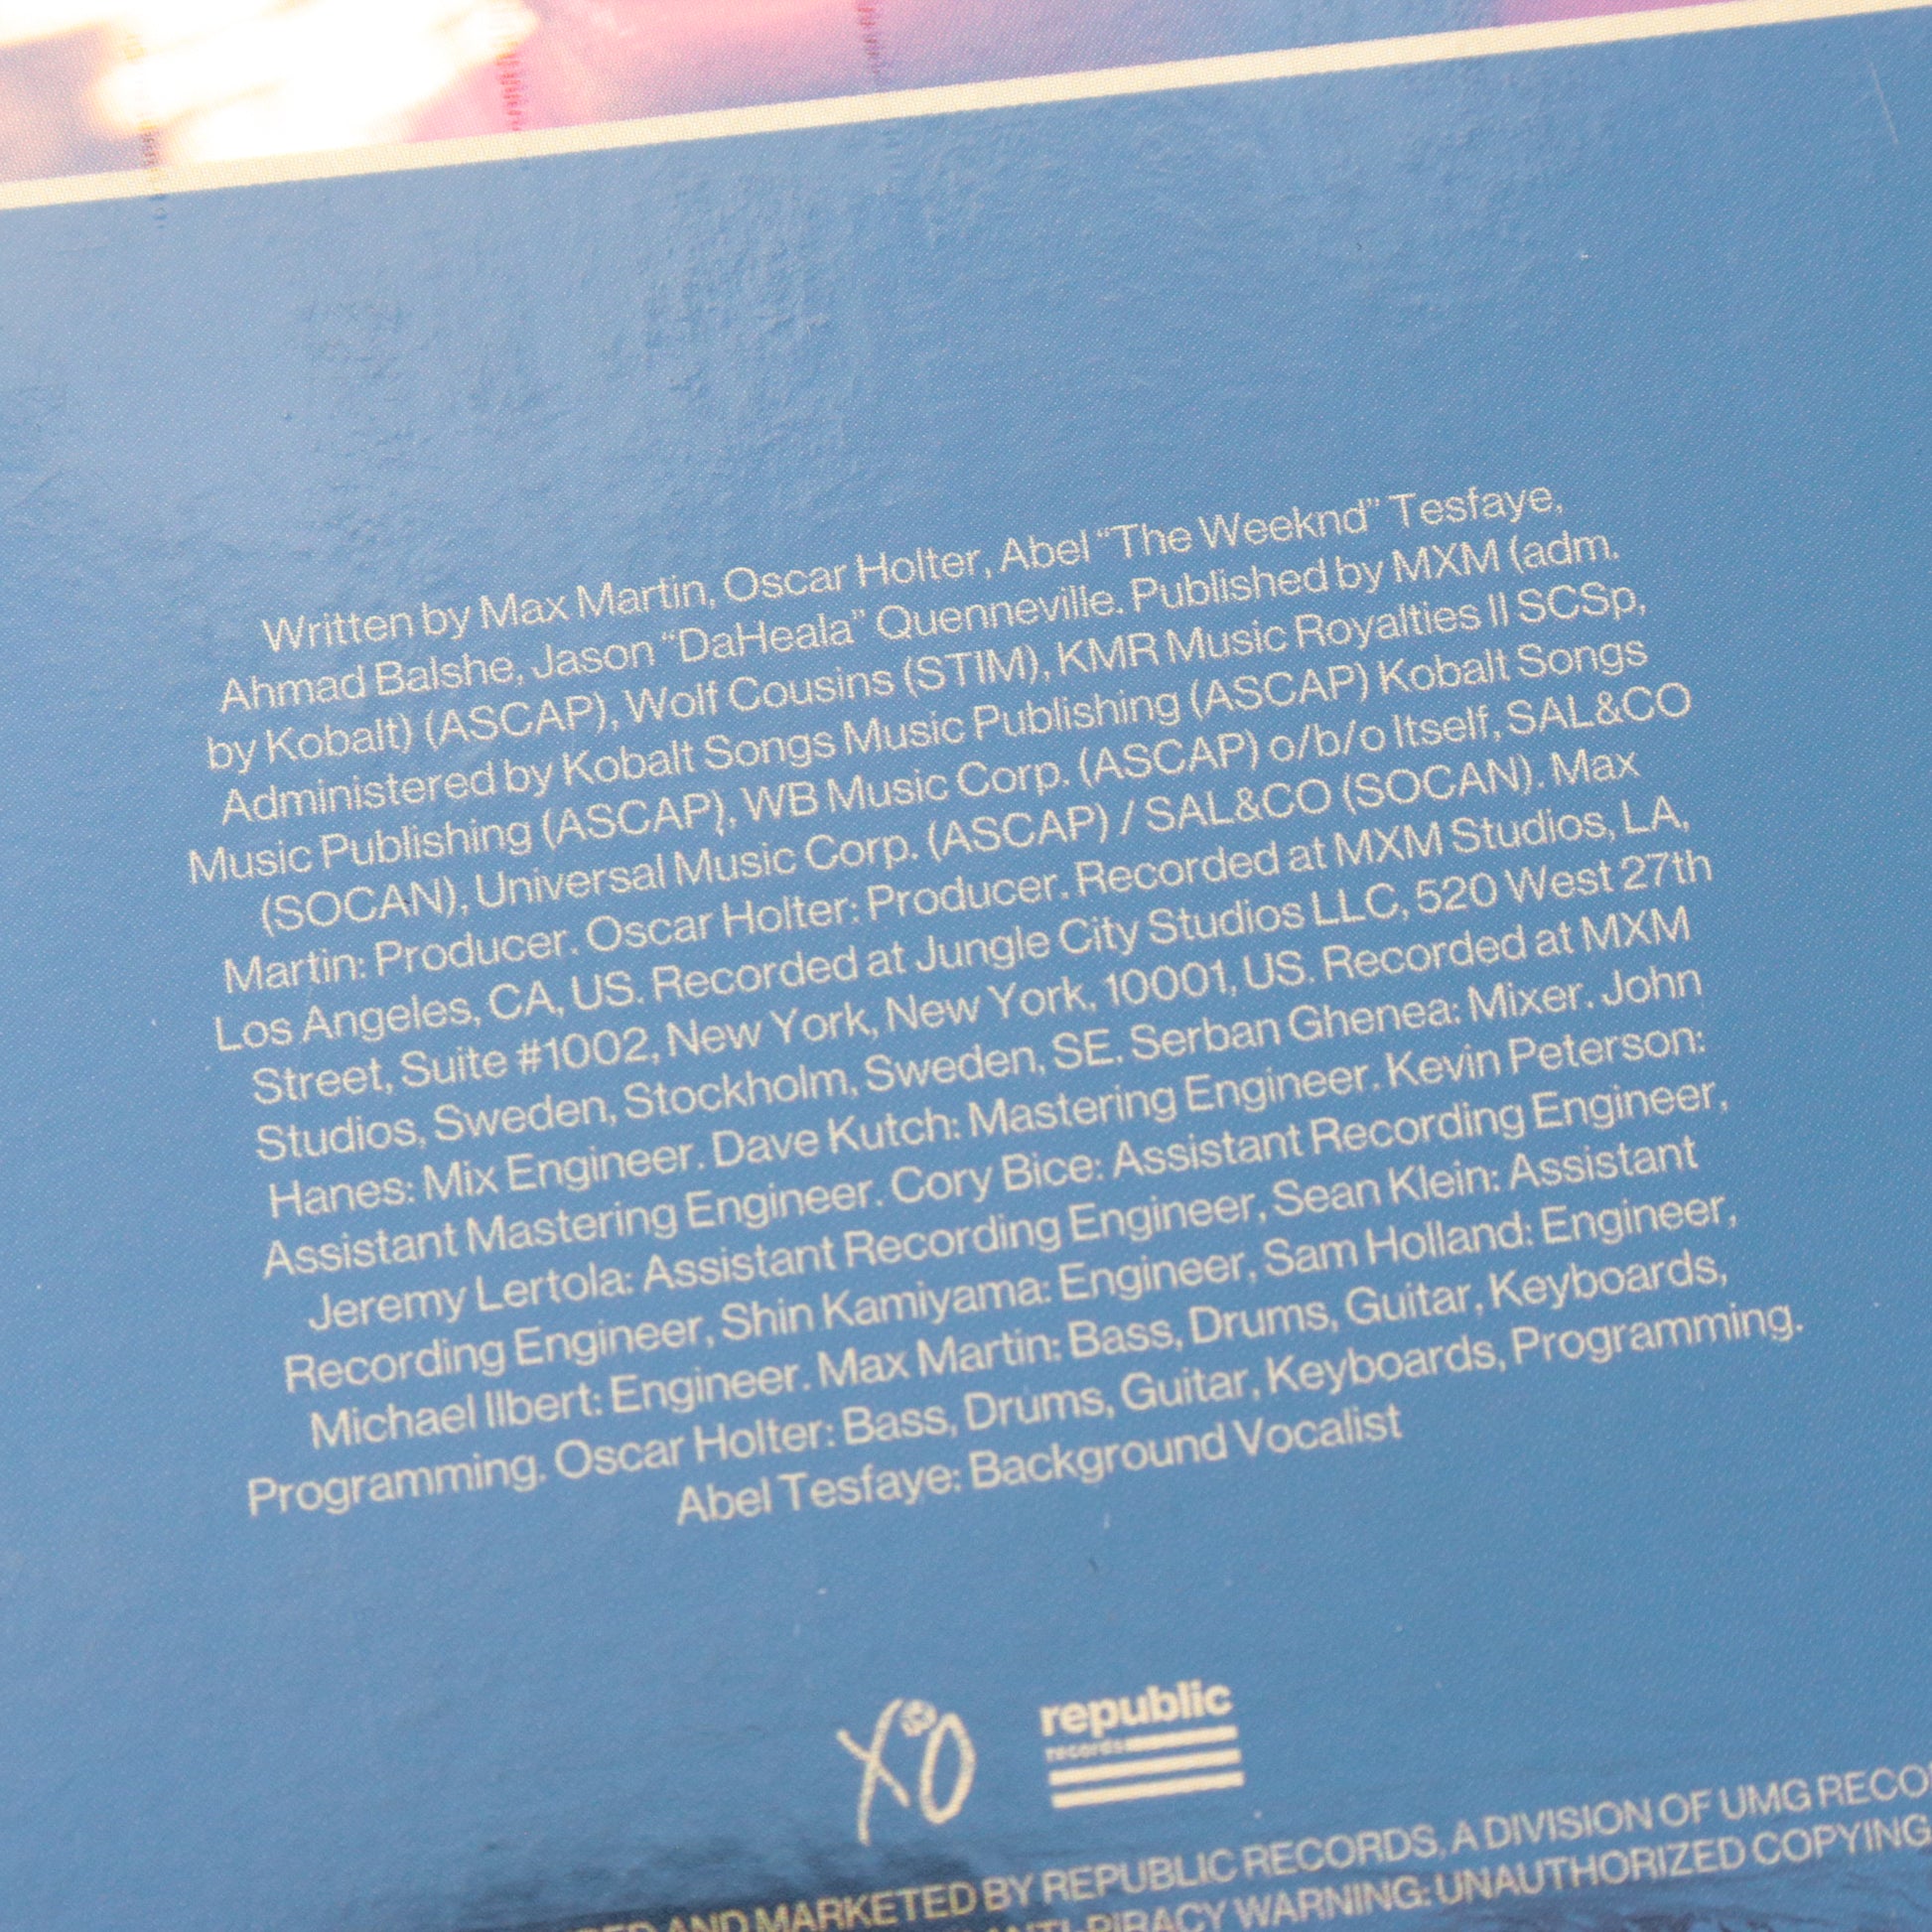 Written by Max Martin, Oscar Holter, Abel “The Weeknd” Tesfaye,
Ahmad Balshe, Jason “DaHeala” Quenneville. Published by MXM (adm.
by Kobalt) (ASCAP), Wolf Cousins (STIM), KMR Music Royalties II SCSp,
Administered by Kobalt Songs Music Publishing (ASCAP) Kobalt Songs
Music Publishing (ASCAP), WB Music Corp. (ASCAP) o/b/o Itself, SAL&CO
(SOCAN), Universal Music Corp. (ASCAP) / SAL&CO (SOCAN). Max
Martin: Producer. Oscar Holter: Producer. Recorded at MXM Studios, LA,
Los Angeles, CA, US. Recorded at Jungle City Studios LLC, 520 West 27th
Street, Suite #1002, New York, New York, 10001, US. Recorded at MXM
Studios, Sweden, Stockholm, Sweden, SE. Serban Ghenea: Mixer. John
Hanes: Mix Engineer. Dave Kutch: Mastering Engineer. Kevin Peterson:
Assistant Mastering Engineer. Cory Bice: Assistant Recording Engineer,
Jeremy Lertola: Assistant Recording Engineer, Sean Klein: Assistant
Recording Engineer, Shin Kamiyama: Engineer, Sam Holland: Engineer,
Michael Ilbert: Engineer. Max Martin: Bass, Drums, Guitar, Keyboards,
Programming. Oscar Holter: Bass, Drums, Guitar, Keyboards, Programming.
Abel Tesfaye: Background Vocalist
XO
republic
records
AND MARKETED BY REPUBLIC RECORDS, A DIVISION OF UMG
WARNING: UNAUTHORIZED COPYING